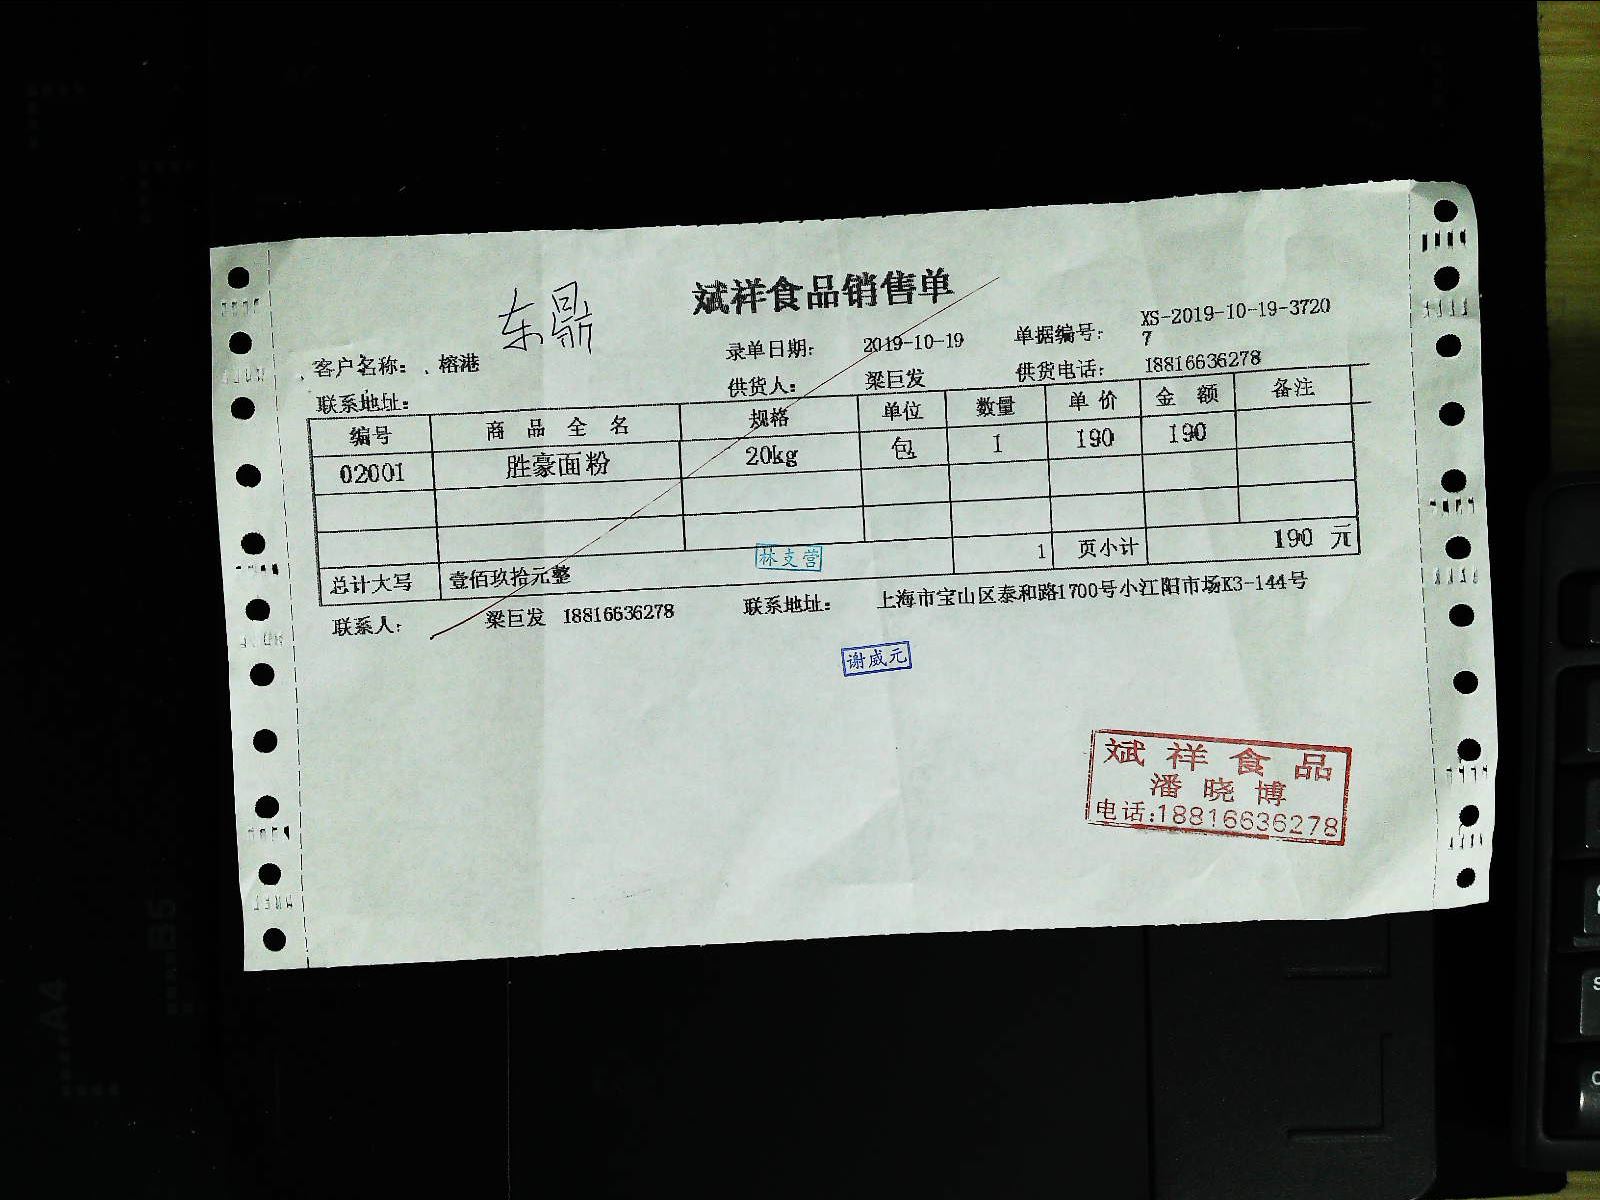 斌祥食品销售单
东鼎
客户名称： 榕港 录单日期： 2019-10-19 单据编号： XS-2019-10-19-3720
7
联系地址： 供货人： 梁巨发 供货电话： 18816636278
编号 商品全名 规格 单位 数量 单价 金额 备注
02001 胜豪面粉 20kg 包 1 190 190
总计大写 壹佰玖拾元整 1 页小计 190 元
林支营
联系人： 梁巨发 18816636278 联系地址： 上海市宝山区泰和路1700号小江阳市场K3-144号
谢威元
斌祥食品
潘晓博
电话:18816636278
B5
A4